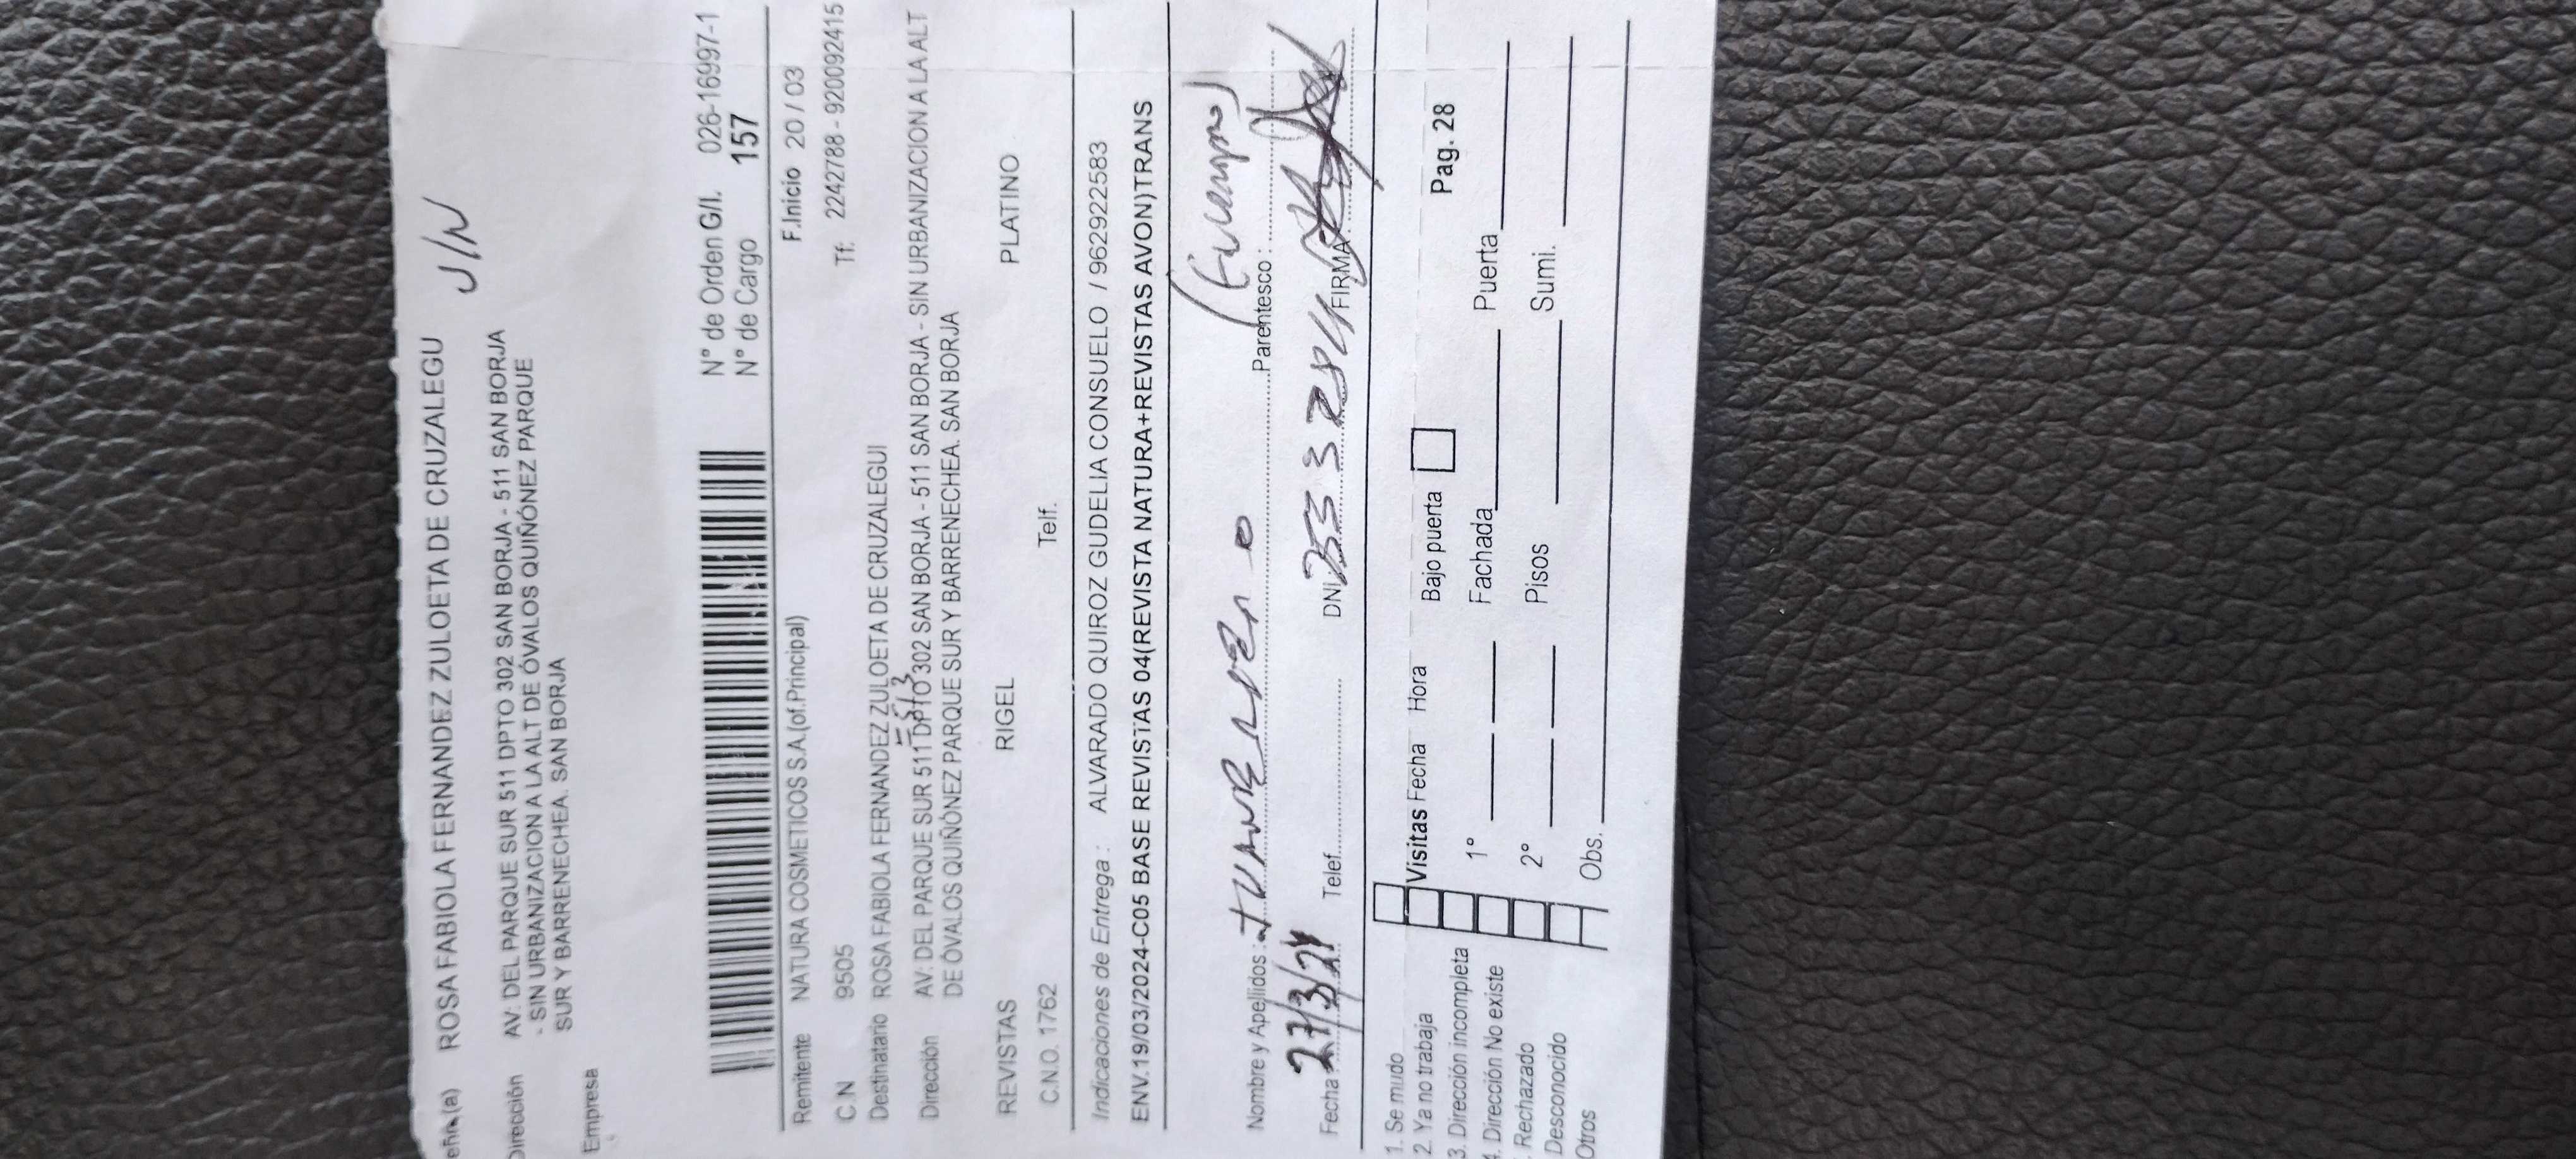 eñor(a) ROSA FABIOLA FERNANDEZ ZULOETA DE CRUZALEGU
Dirección AV. DEL PARQUE SUR 511 DPTO 302 SAN BORJA - 511 SAN BORJA
- SIN URBANIZACION A LA ALT DE ÓVALOS QUIÑÓNEZ PARQUE
SUR Y BARRENECHEA. SAN BORJA
Empresa
N° de Orden G/I. 026-16997-1
N° de Cargo 157
Remitente NATURA COSMETICOS S.A.(of.Principal) F.Inicio 20 / 03
C.N 9505 Tf: 2242788 - 920092415
Destinatario ROSA FABIOLA FERNANDEZ ZULOETA DE CRUZALEGUI
Dirección AV. DEL PARQUE SUR 511 DPTO 302 SAN BORJA - 511 SAN BORJA - SIN URBANIZACION A LA ALT
DE ÓVALOS QUIÑÓNEZ PARQUE SUR Y BARRENECHEA. SAN BORJA
REVISTAS RIGEL PLATINO
C.N.O. 1762 Telf.
Indicaciones de Entrega : ALVARADO QUIROZ GUDELIA CONSUELO / 962922583
ENV.19/03/2024-C05 BASE REVISTAS 04(REVISTA NATURA+REVISTAS AVON)TRANS
Nombre y Apellidos : Parentesco :
Fecha : 27/3/24 Telef. DNI FIRMA
1. Se mudo
2. Ya no trabaja Visitas Fecha Hora Bajo puerta Pag. 28
3. Dirección incompleta 1° Fachada Puerta
4. Dirección No existe
. Rechazado 2° Pisos Sumi.
Desconocido
Otros Obs.